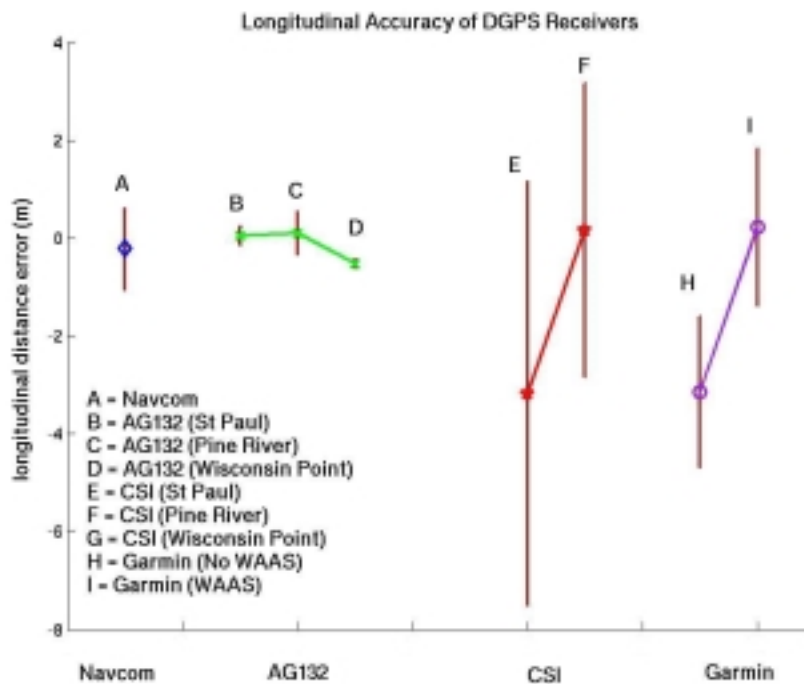 Longitudinal Accuracy of DGPS Receivers
4
2
0
-2
-4
-6
-8
longitudinal distance error (m)
A
B
C
D
E
F
H
I
A = Navcom
B = AG132 (St Paul)
C = AG132 (Pine River)
D = AG132 (Wisconsin Point)
E = CSI (St Paul)
F = CSI (Pine River)
G = CSI (Wisconsin Point)
H = Garmin (No WAAS)
I = Garmin (WAAS)
Navcom
AG132
CSI
Garmin